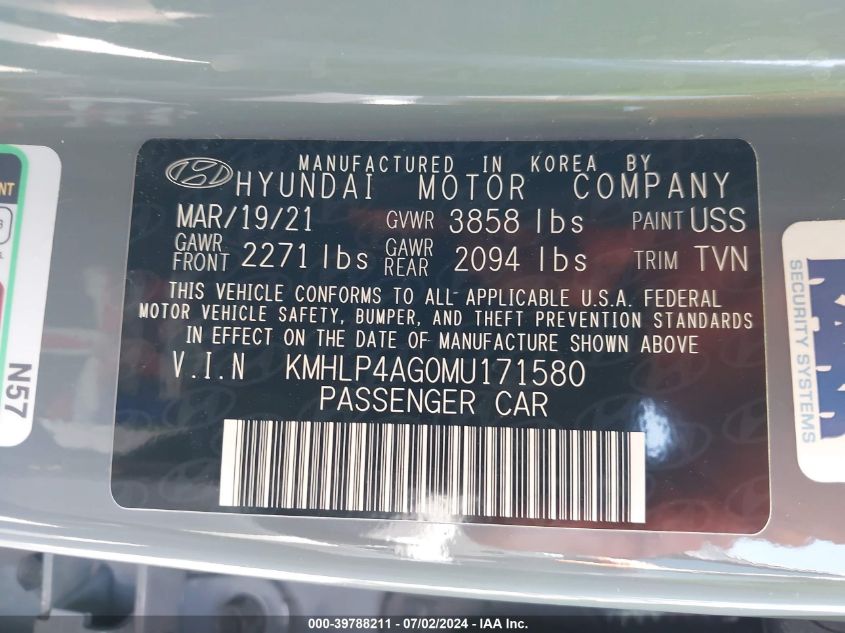 MANUFACTURED IN KOREA BY
HYUNDAI MOTOR COMPANY
MAR/19/21 GVWR 3858 lbs PAINT USS
GAWR FRONT 2271 lbs GAWR REAR 2094 lbs TRIM TVN
THIS VEHICLE CONFORMS TO ALL APPLICABLE U.S.A. FEDERAL
MOTOR VEHICLE SAFETY, BUMPER, AND THEFT PREVENTION STANDARDS
IN EFFECT ON THE DATE OF MANUFACTURE SHOWN ABOVE
V.I.N KMHLP4AG0MU171580
PASSENGER CAR
N57
SECURITY SYSTEMS
000-39788211 - 07/02/2024 - IAA Inc.